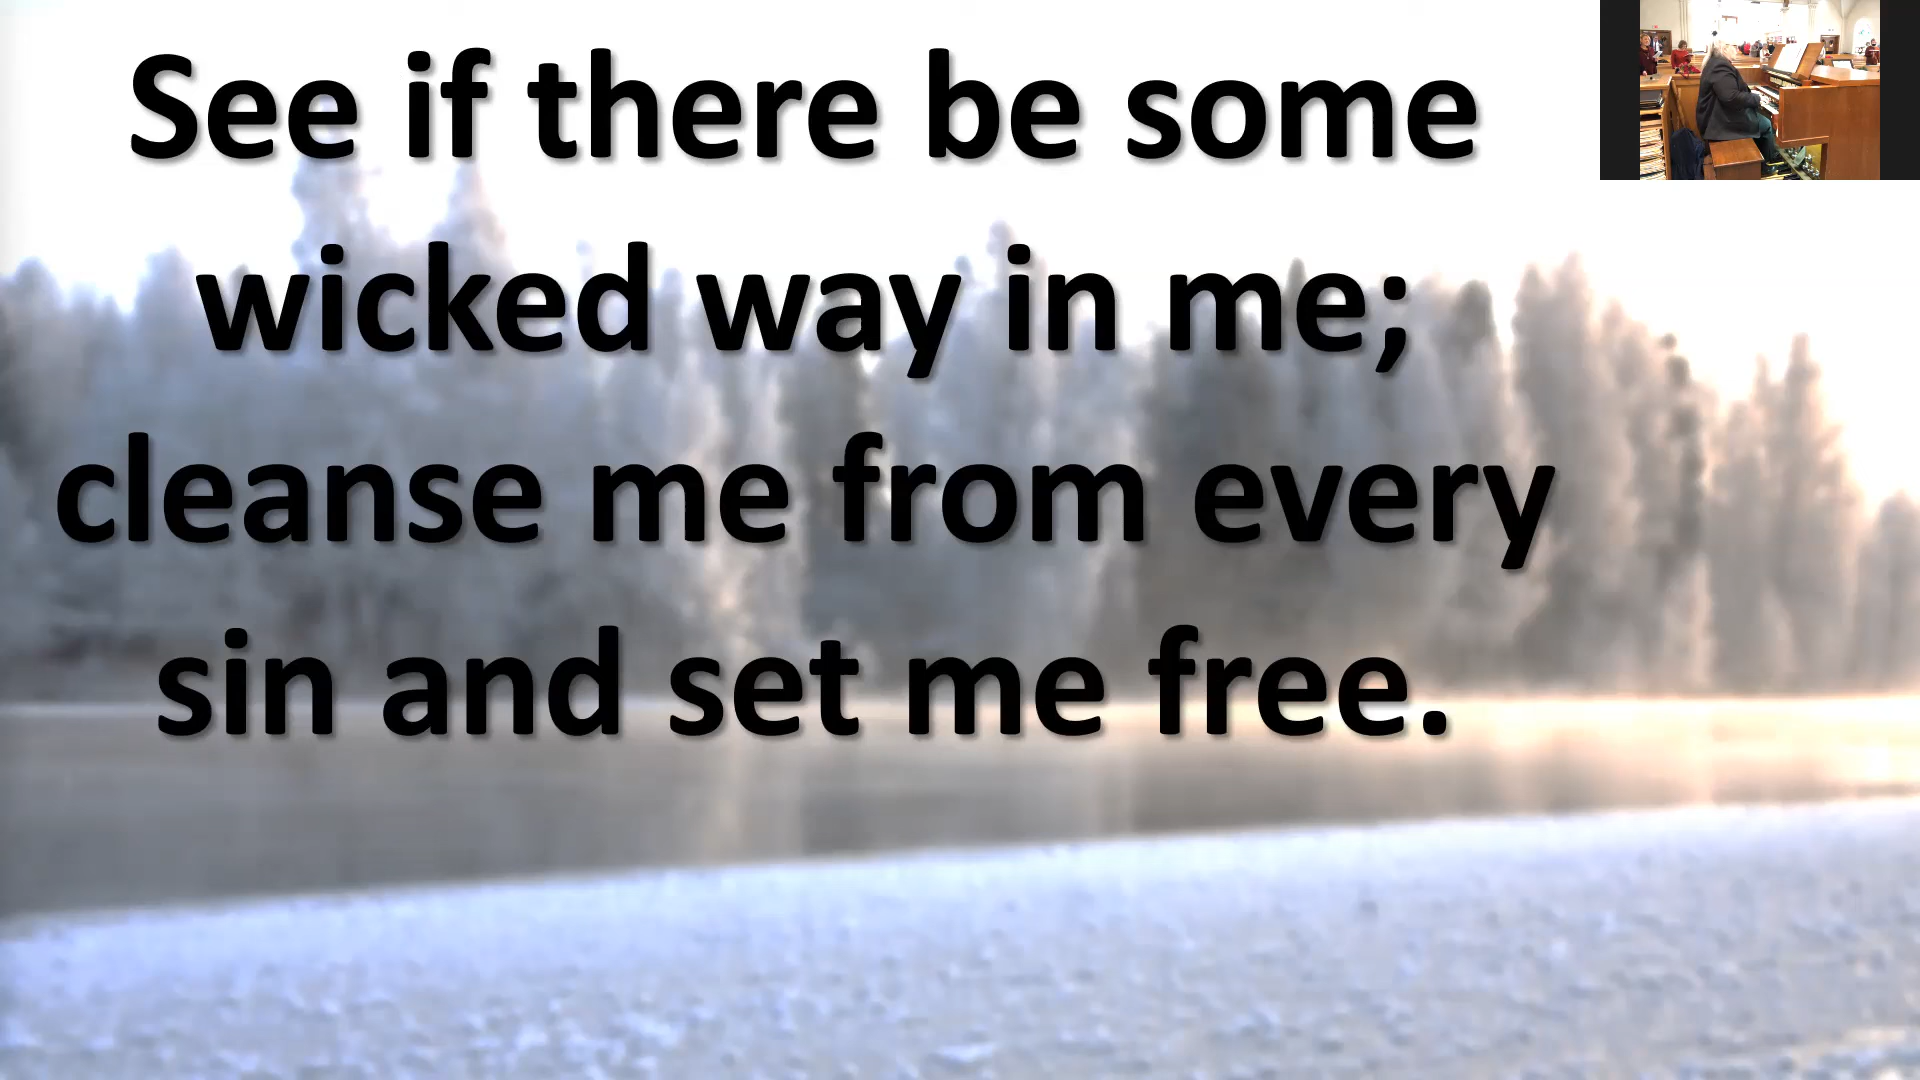 See if there be some
wicked way in me;
cleanse me from every
sin and set me free.